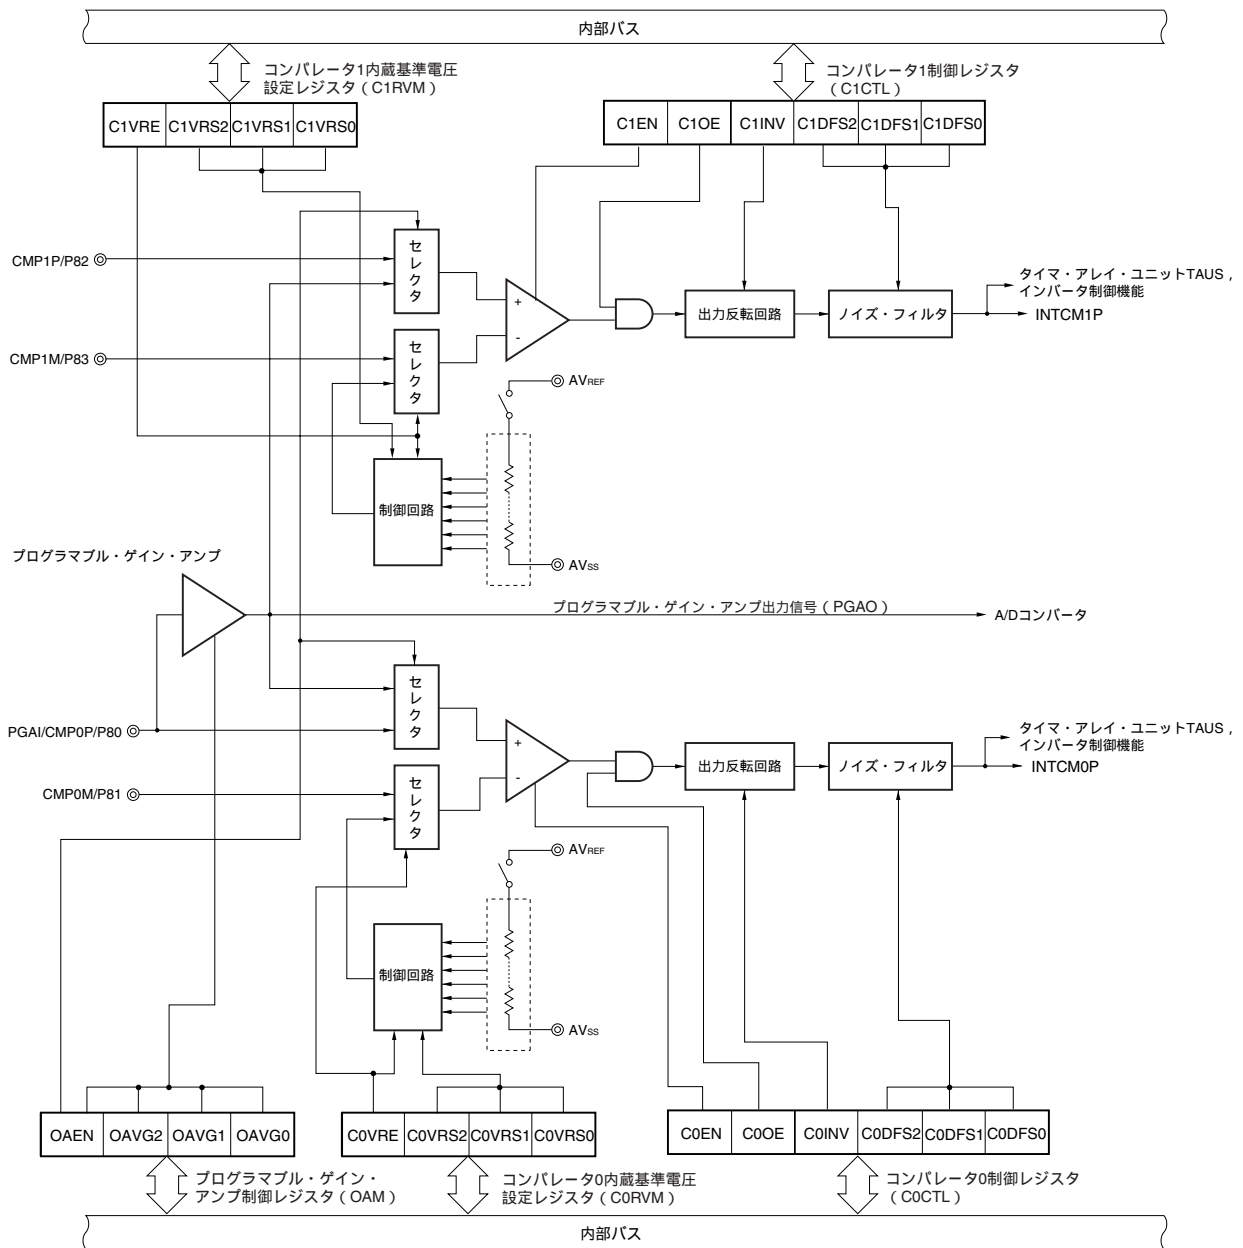 内部バス
コンパレータ1内蔵基準電圧
設定レジスタ（C1RVM）
コンパレータ1制御レジスタ
（C1CTL）
C1VRE C1VRS2 C1VRS1 C1VRS0
C1EN C1OE C1INV C1DFS2 C1DFS1 C1DFS0
セレクタ
CMP1P/P82
+
-
出力反転回路
ノイズ・フィルタ
タイマ・アレイ・ユニットTAUS，
インバータ制御機能
INTCM1P
CMP1M/P83
セレクタ
AVREF
制御回路
AVSS
プログラマブル・ゲイン・アンプ
プログラマブル・ゲイン・アンプ出力信号（PGAO）
A/Dコンバータ
セレクタ
PGAI/CMP0P/P80
+
-
出力反転回路
ノイズ・フィルタ
タイマ・アレイ・ユニットTAUS，
インバータ制御機能
INTCM0P
CMP0M/P81
セレクタ
AVREF
制御回路
AVSS
OAEN OAVG2 OAVG1 OAVG0
C0VRE C0VRS2 C0VRS1 C0VRS0
C0EN C0OE C0INV C0DFS2 C0DFS1 C0DFS0
プログラマブル・ゲイン・
アンプ制御レジスタ（OAM）
コンパレータ0内蔵基準電圧
設定レジスタ（C0RVM）
コンパレータ0制御レジスタ
（C0CTL）
内部バス